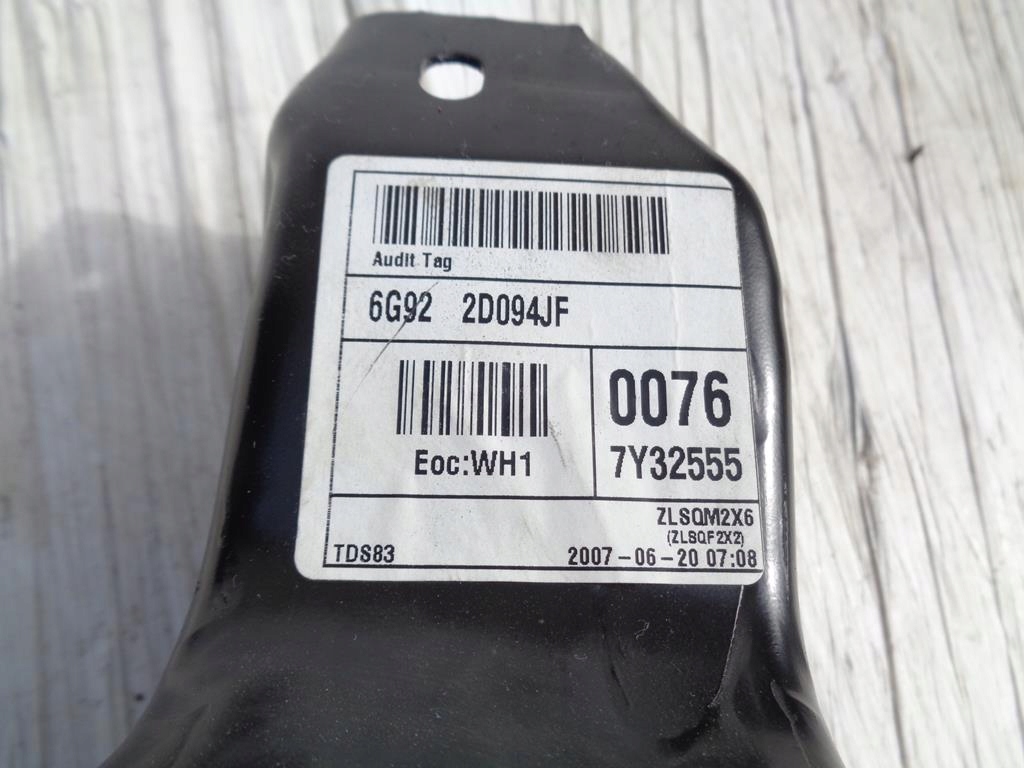 Audit Tag
6G92 2D094JF
0076
Eoc:WH1 7Y32555
ZLSQM2X6
(ZLSQF2X2)
TDS83 2007-06-20 07:08